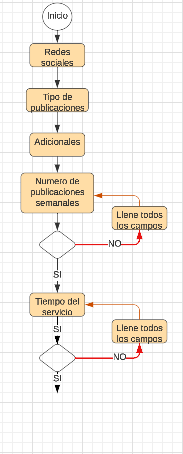 Inicio
Redes
sociales
Tipo de
publicaciones
Adicionales
Numero de
publicaciones
semanales
Llene todos
los campos
NO
SI
Tiempo del
servicio
SI
Llene todos
los campos
NO
SI